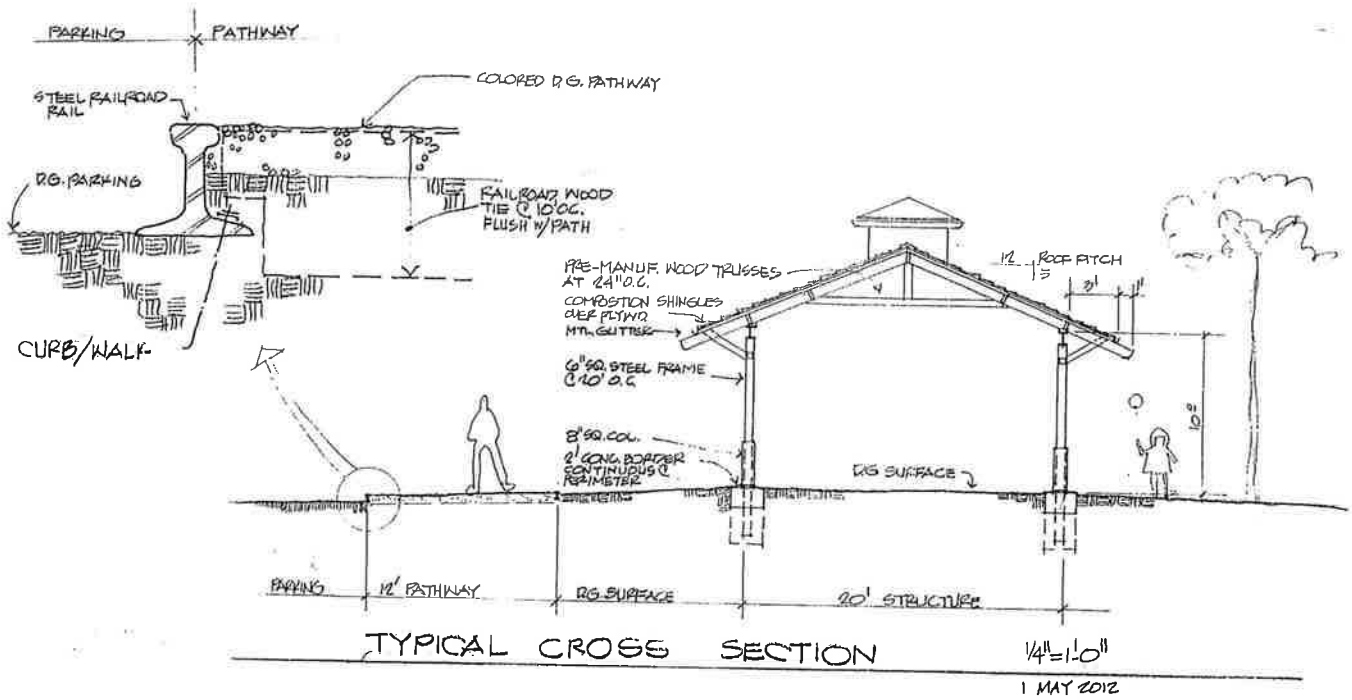 PARKING
PATHWAY
STEEL RAILROAD
RAIL
COLORED D.G. PATHWAY
D.G. PARKING
RAILROAD WOOD
TIE @ 10' O.C.
FLUSH W/ PATH
CURB/WALK
PRE-MANUF. WOOD TRUSSES
AT 24" O.C.
COMPOSTION SHINGLES
OVER PLYWD
MTL. GUTTER
6" SQ. STEEL FRAME
@ 20' O.C.
8" SQ. COL.
2' CONC. BORDER
CONTINUOUS @
PERIMETER
12
5
ROOF PITCH
3'
1'
10'
DG SURFACE
PARKING
12' PATHWAY
DG SURFACE
20' STRUCTURE
TYPICAL CROSS SECTION
1/4"=1'-0"
1 MAY 2012